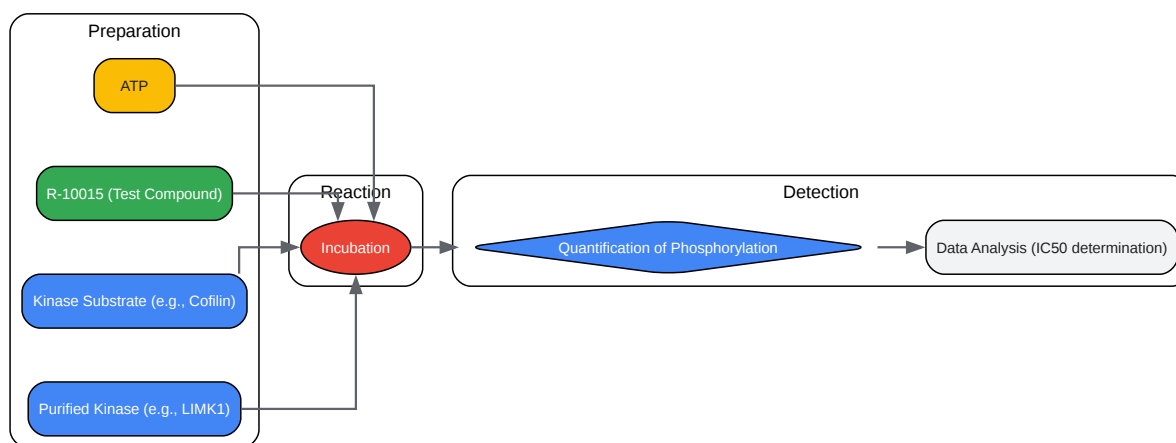 Preparation
ATP
R-10015 (Test Compound)
Kinase Substrate (e.g., Cofilin)
Purified Kinase (e.g., LIMK1)
Reaction
Incubation
Detection
Quantification of Phosphorylation
Data Analysis (IC50 determination)